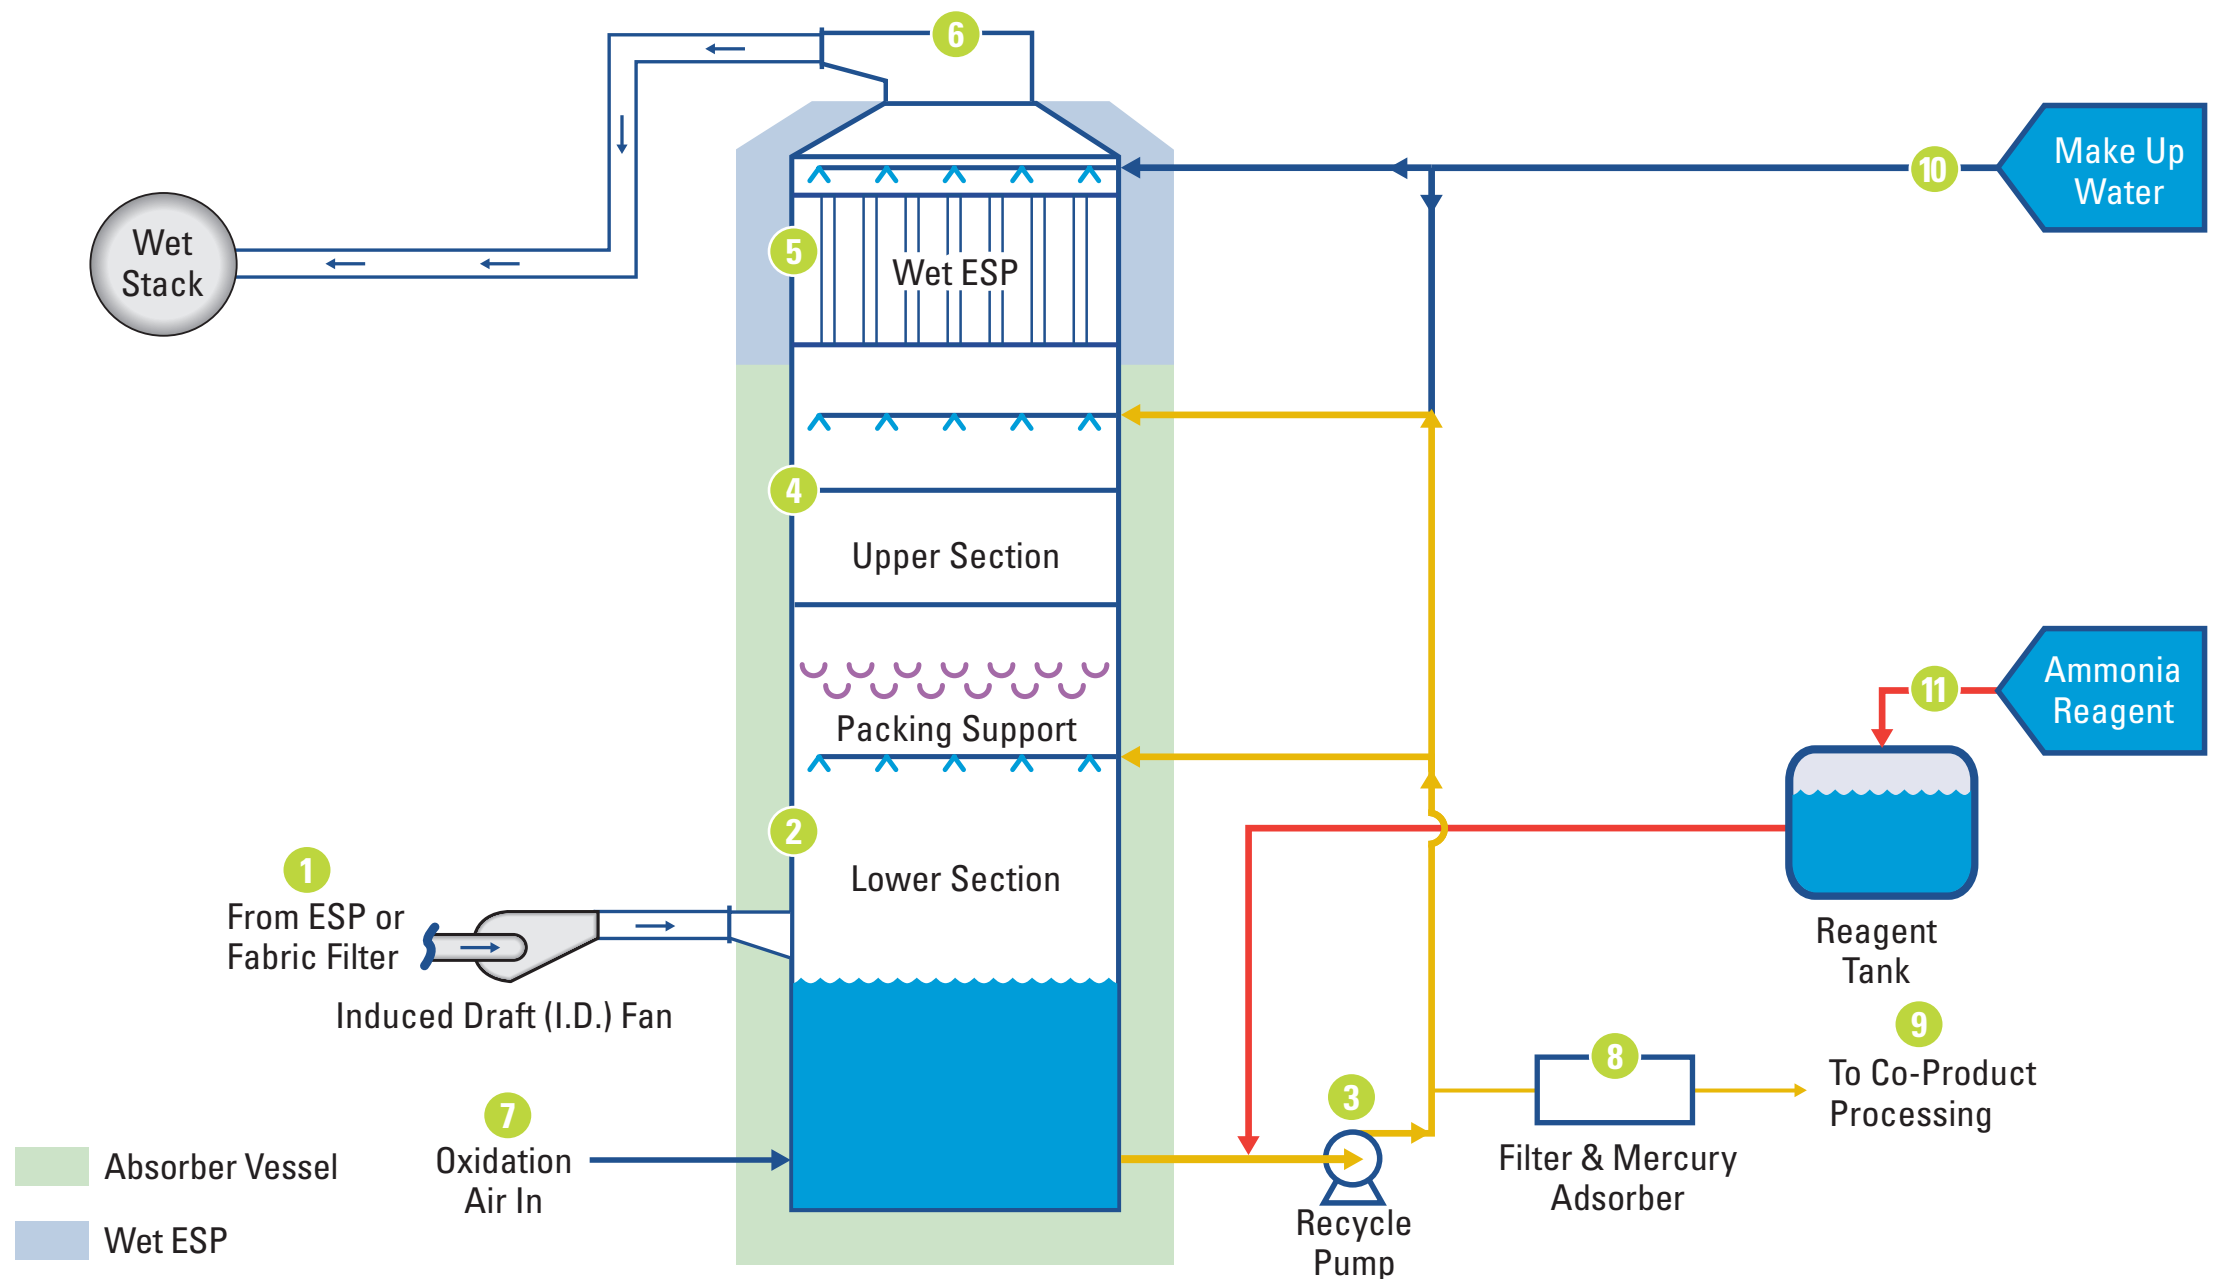 6
10
Make Up
Water
Wet
Stack
5
Wet ESP
4
Upper Section
11
Ammonia
Reagent
Packing Support
2
Lower Section
1
From ESP or
Fabric Filter
Induced Draft (I.D.) Fan
Reagent
Tank
9
To Co-Product
Processing
8
Filter & Mercury
Adsorber
3
Recycle
Pump
7
Oxidation
Air In
Absorber Vessel
Wet ESP